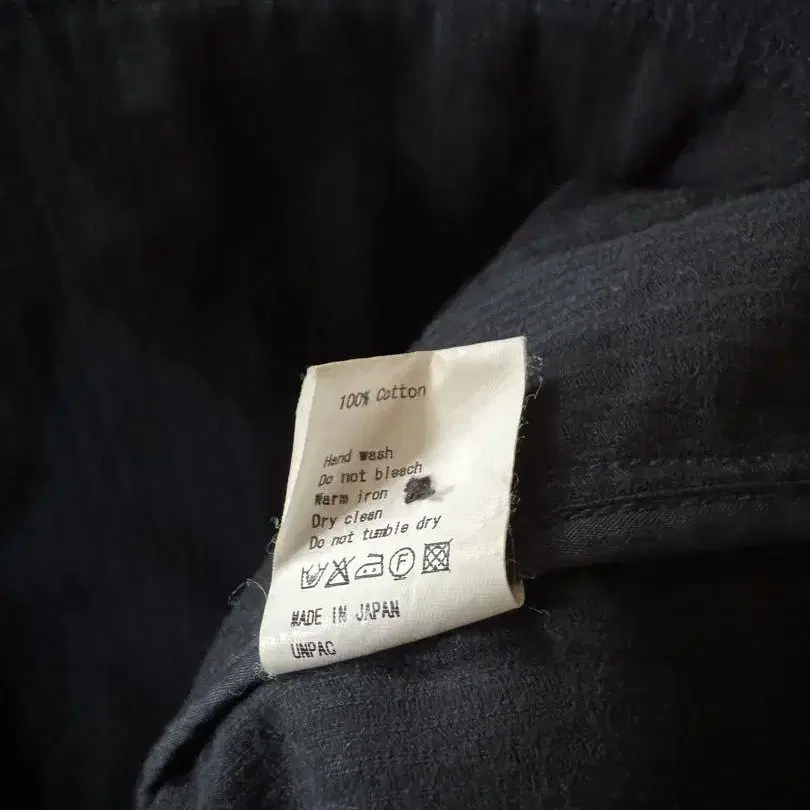 100% Cotton
Hand wash
Do not bleach
Warm iron
Dry clean
Do not tumble dry
F
MADE IN JAPAN
UNPAC